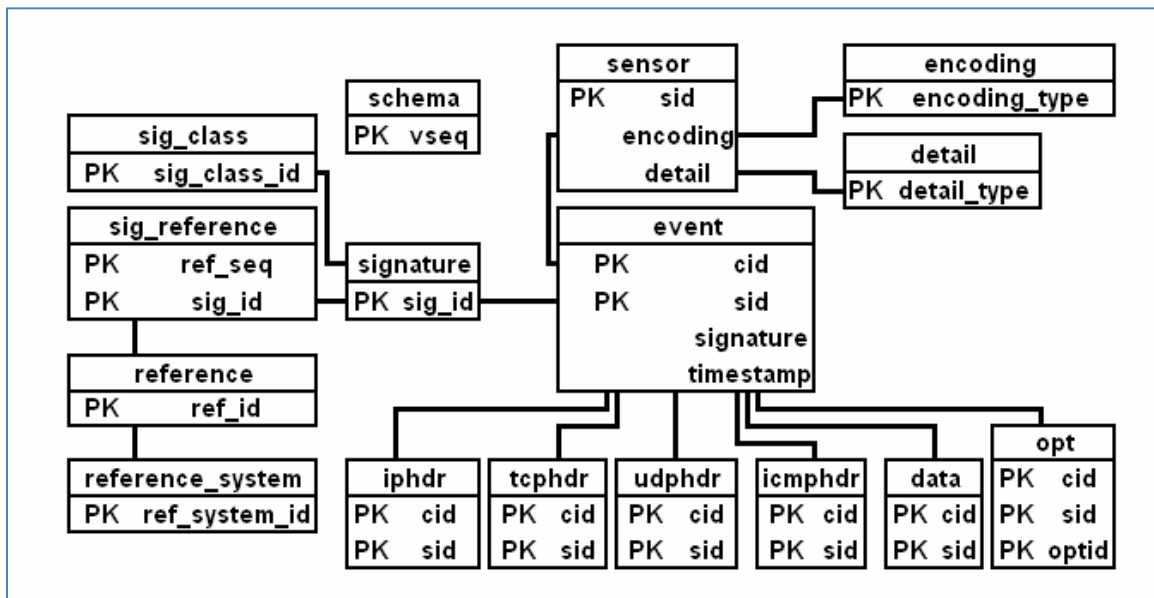 sensor
PK sid
encoding
detail
encoding
PK encoding_type
detail
PK detail_type
schema
PK vseq
sig_class
PK sig_class_id
sig_reference
PK ref_seq
PK sig_id
signature
PK sig_id
event
PK cid
PK sid
signature
timestamp
reference
PK ref_id
reference_system
PK ref_system_id
iphdr
PK cid
PK sid
tcphdr
PK cid
PK sid
udphdr
PK cid
PK sid
icmphdr
PK cid
PK sid
data
PK cid
PK sid
opt
PK cid
PK sid
PK optid